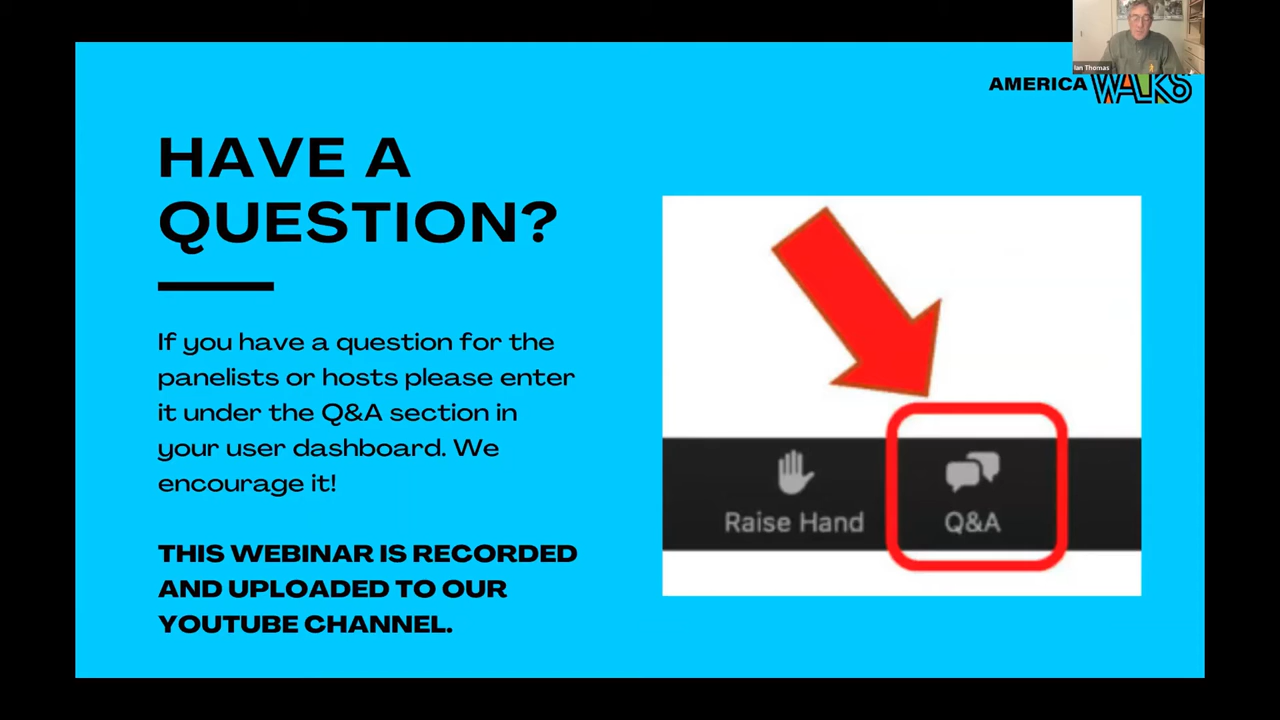 Ian Thomas
AMERICA WALKS
HAVE A
QUESTION?
If you have a question for the
panelists or hosts please enter
it under the Q&A section in
your user dashboard. We
encourage it!
THIS WEBINAR IS RECORDED
AND UPLOADED TO OUR
YOUTUBE CHANNEL.
Raise Hand
Q&A